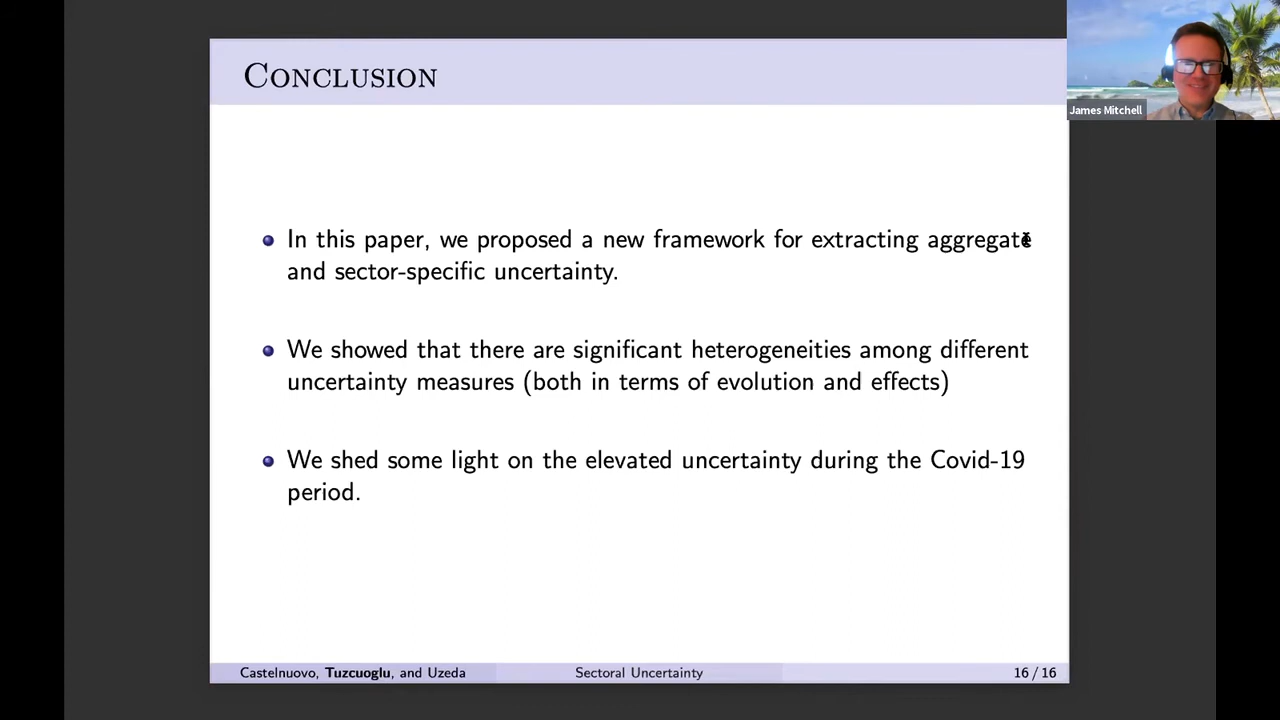 CONCLUSION
James Mitchell
In this paper, we proposed a new framework for extracting aggregate
and sector-specific uncertainty.
We showed that there are significant heterogeneities among different
uncertainty measures (both in terms of evolution and effects)
We shed some light on the elevated uncertainty during the Covid-19
period.
Castelnuovo, Tuzcuoglu, and Uzeda
Sectoral Uncertainty
16 / 16